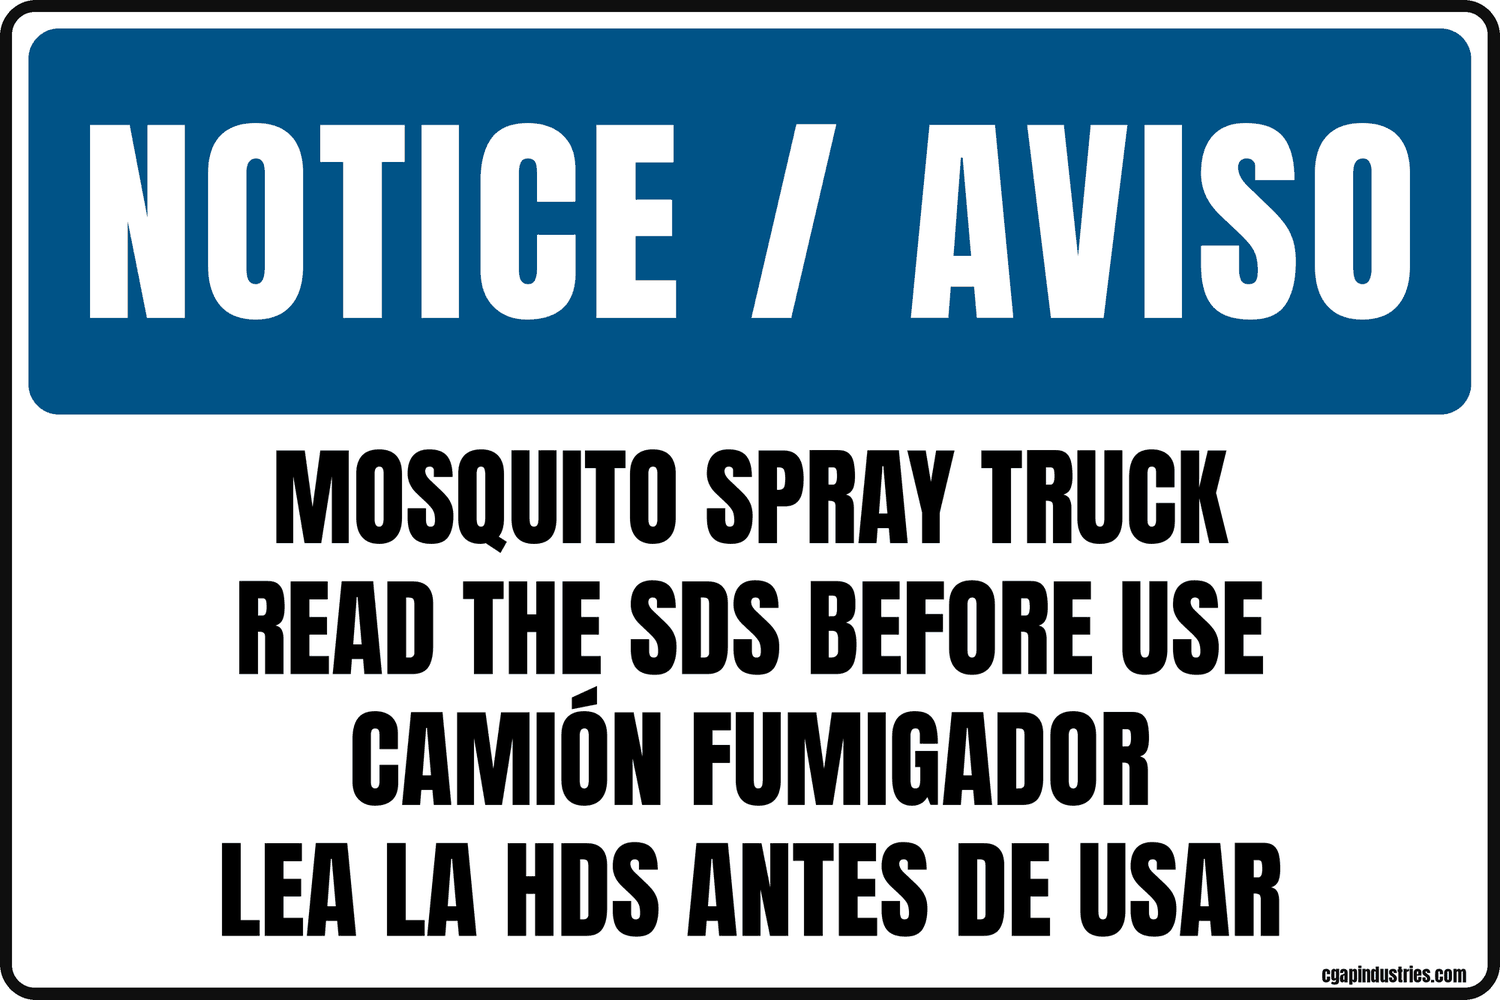 NOTICE / AVISO
MOSQUITO SPRAY TRUCK
READ THE SDS BEFORE USE
CAMIÓN FUMIGADOR
LEA LA HDS ANTES DE USAR
cgapindustries.com